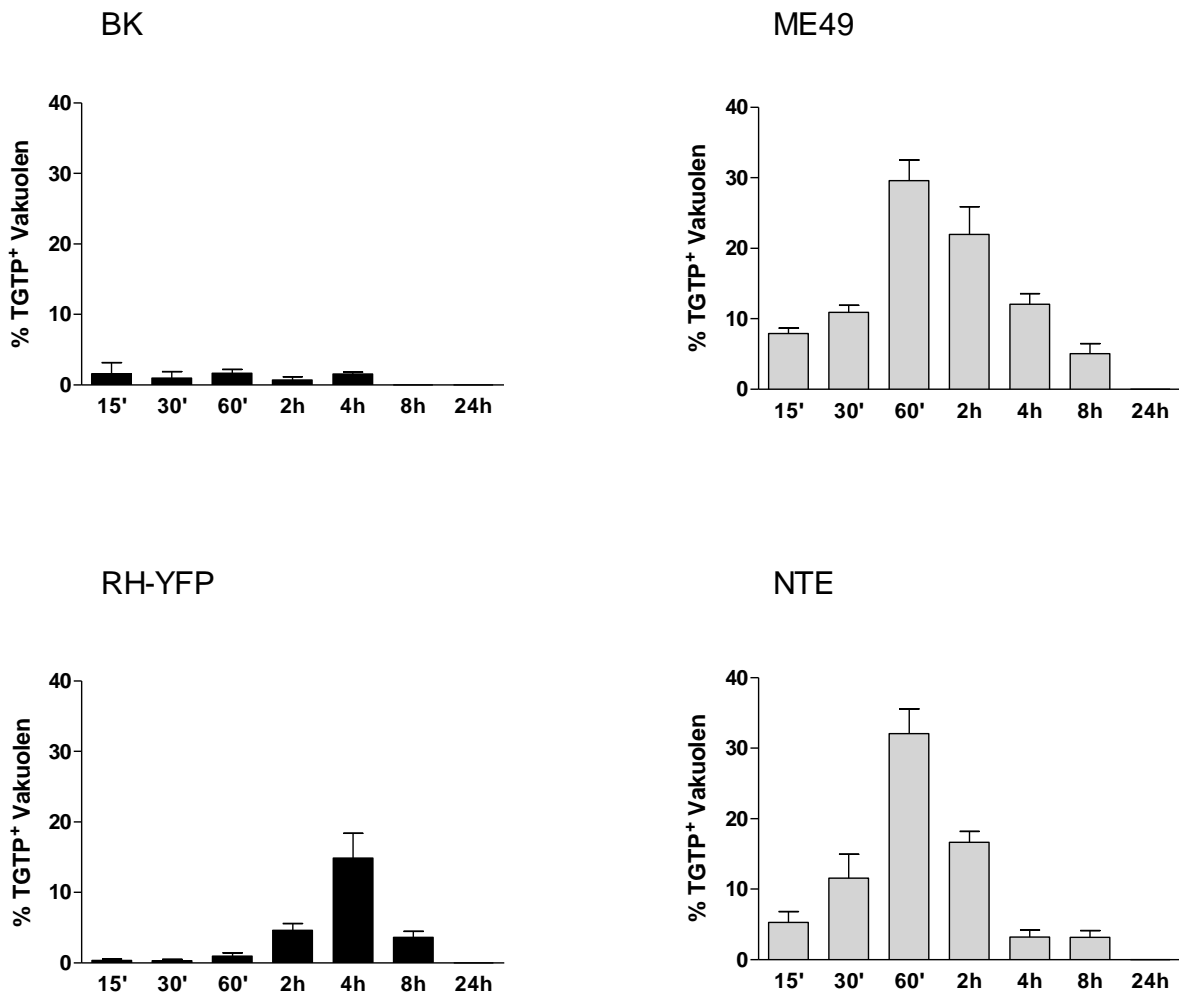 BK
% TGTP+ Vakuolen
40
30
20
10
0
15' 30' 60' 2h 4h 8h 24h
ME49
% TGTP+ Vakuolen
40
30
20
10
0
15' 30' 60' 2h 4h 8h 24h
RH-YFP
% TGTP+ Vakuolen
40
30
20
10
0
15' 30' 60' 2h 4h 8h 24h
NTE
% TGTP+ Vakuolen
40
30
20
10
0
15' 30' 60' 2h 4h 8h 24h